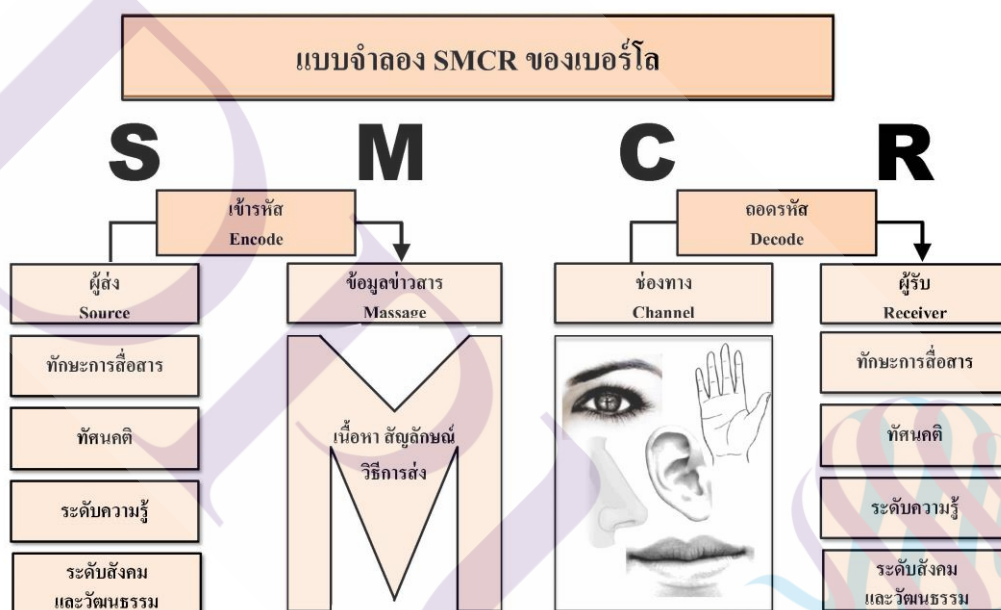 แบบจำลอง SMCR ของเบอร์โล
S M C R
เข้ารหัส
Encode
ถอดรหัส
Decode
ผู้ส่ง
Source
ข้อมูลข่าวสาร
Massage
ช่องทาง
Channel
ผู้รับ
Receiver
ทักษะการสื่อสาร
ทัศนคติ
ระดับความรู้
ระดับสังคม
และวัฒนธรรม
เนื้อหา สัญลักษณ์
วิธีการส่ง
ทักษะการสื่อสาร
ทัศนคติ
ระดับความรู้
ระดับสังคม
และวัฒนธรรม